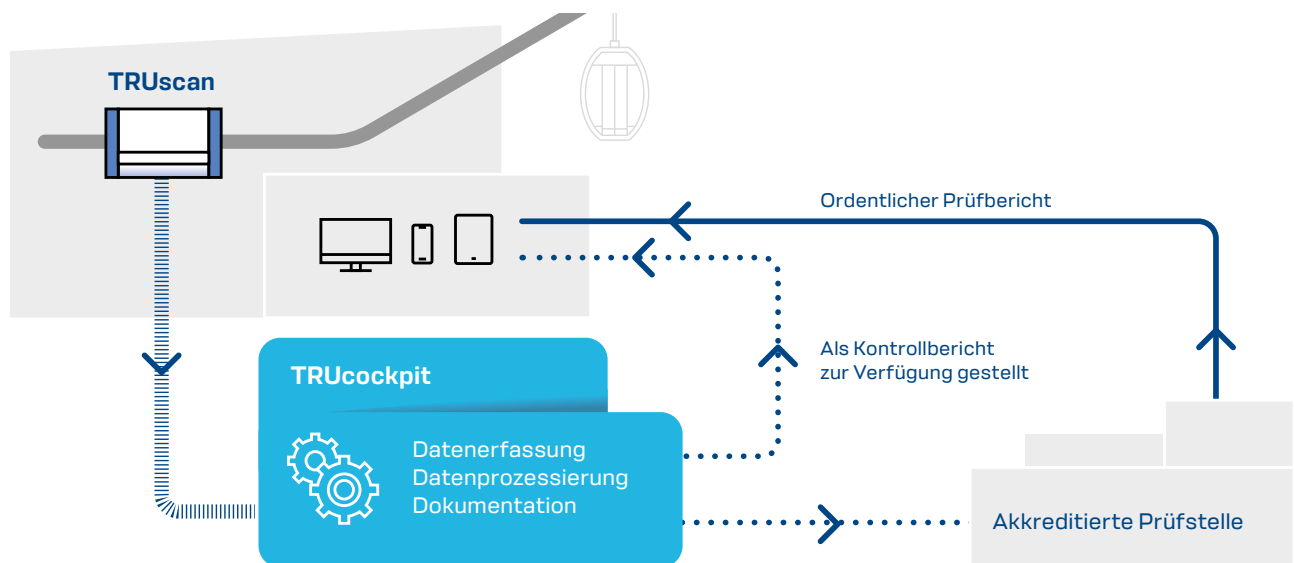 TRUscan
Ordentlicher Prüfbericht
Als Kontrollbericht
zur Verfügung gestellt
TRUcockpit
Datenerfassung
Datenprozessierung
Dokumentation
Akkreditierte Prüfstelle